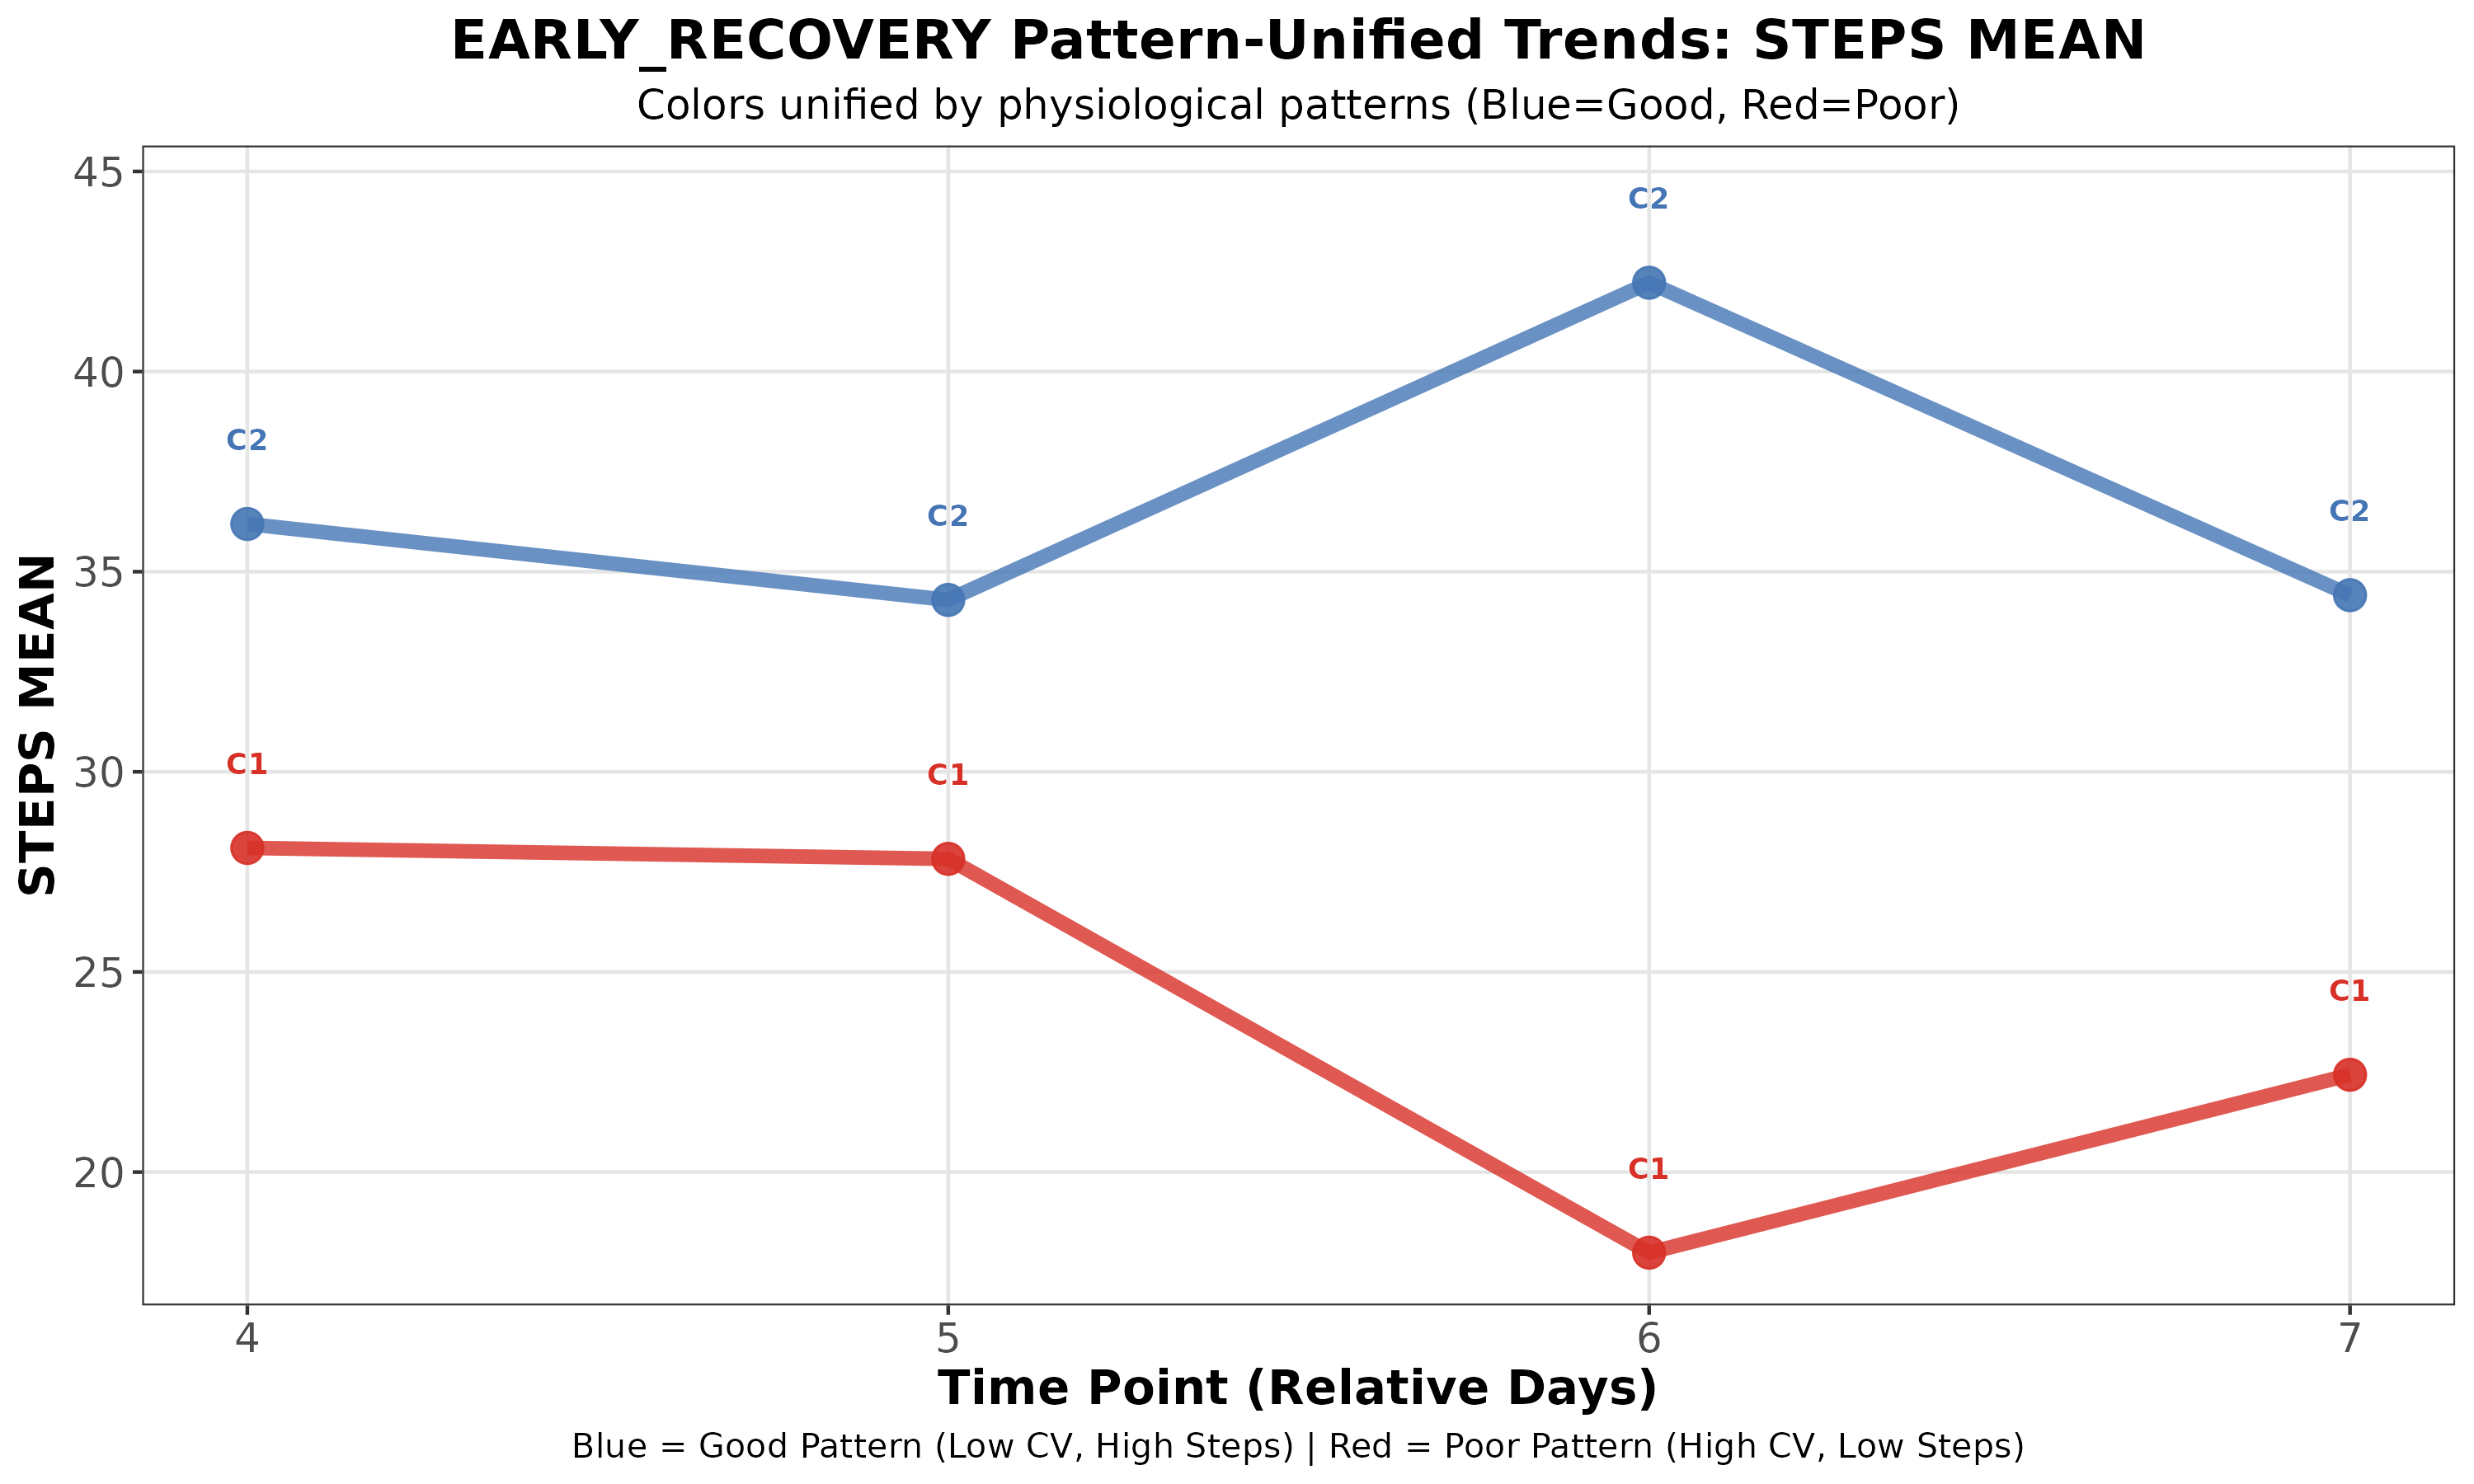 EARLY_RECOVERY Pattern-Unified Trends: STEPS MEAN
Colors unified by physiological patterns (Blue=Good, Red=Poor)
STEPS MEAN
45
40
35
30
25
20
C2
C2
C2
C2
C1
C1
C1
C1
4
5
6
7
Time Point (Relative Days)
Blue = Good Pattern (Low CV, High Steps) | Red = Poor Pattern (High CV, Low Steps)